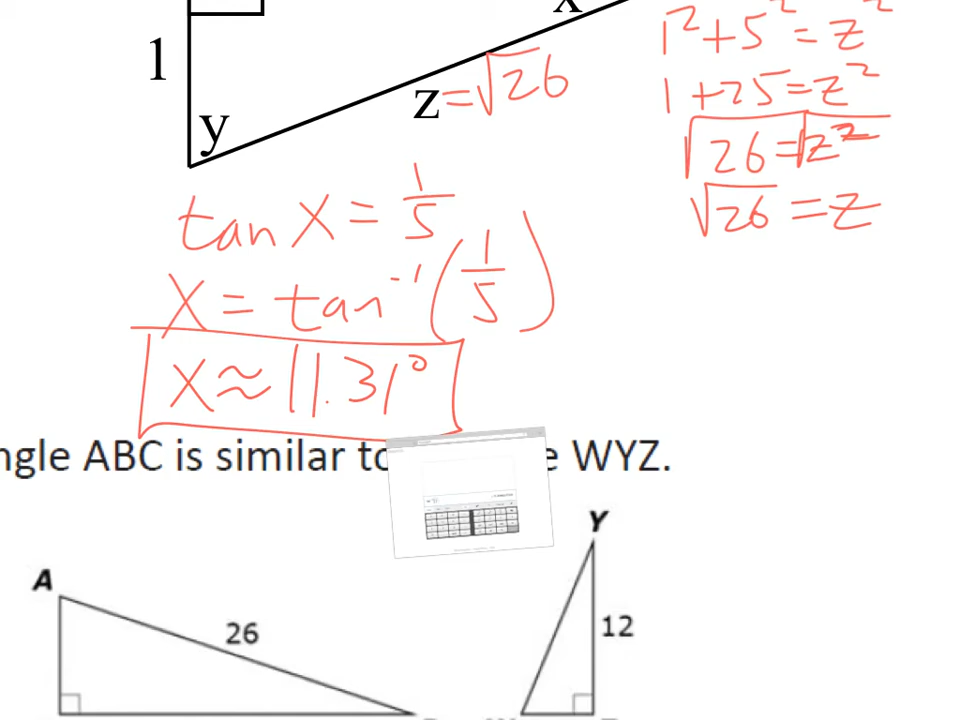 1
x
y
z = √26
1² + 5² = z²
1 + 25 = z²
√26 = √z²
√26 = z
tan x = 1/5
x = tan⁻¹(1/5)
x ≈ 11.31°
ngle ABC is similar to e WYZ.
A
26
Y
12